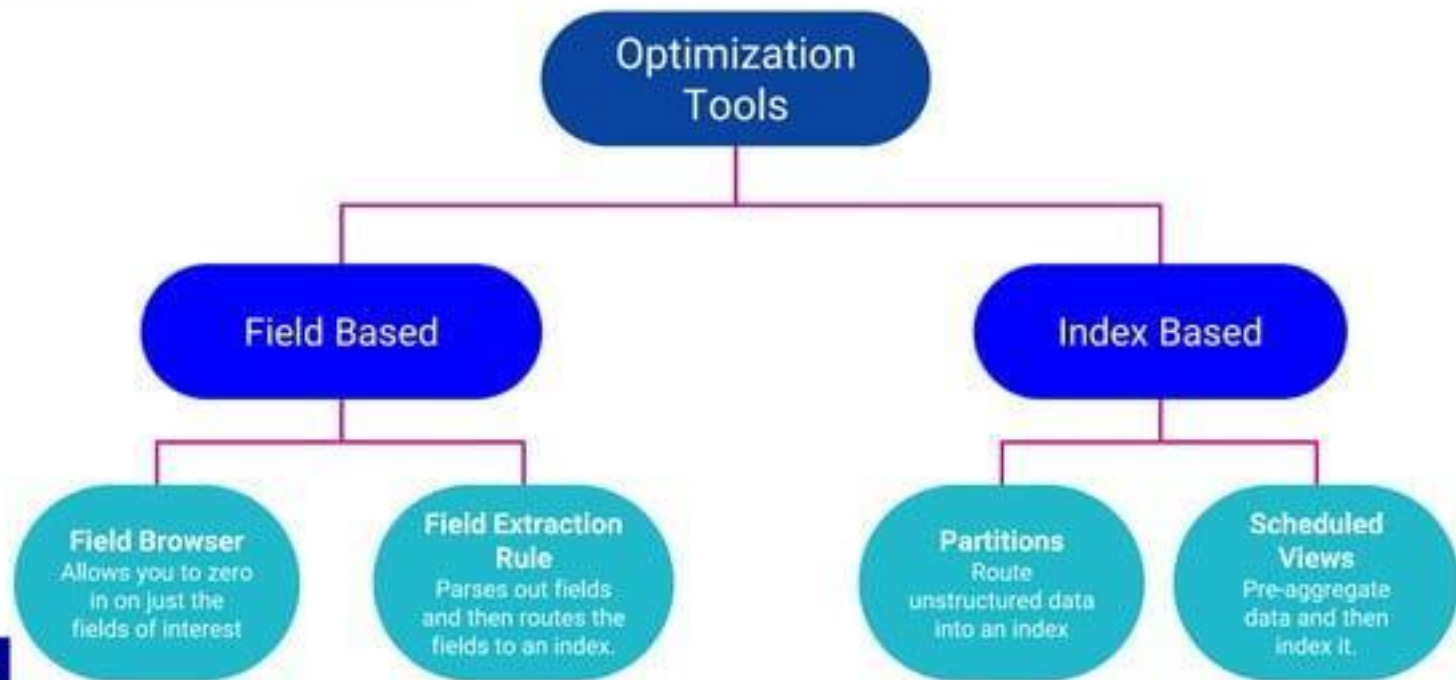 Optimization
Tools
Field Based
Index Based
Field Browser
Allows you to zero
in on just the
fields of interest
Field Extraction
Rule
Parses out fields
and then routes the
fields to an index.
Partitions
Route
unstructured data
into an index
Scheduled
Views
Pre-aggregate
data and then
index it.